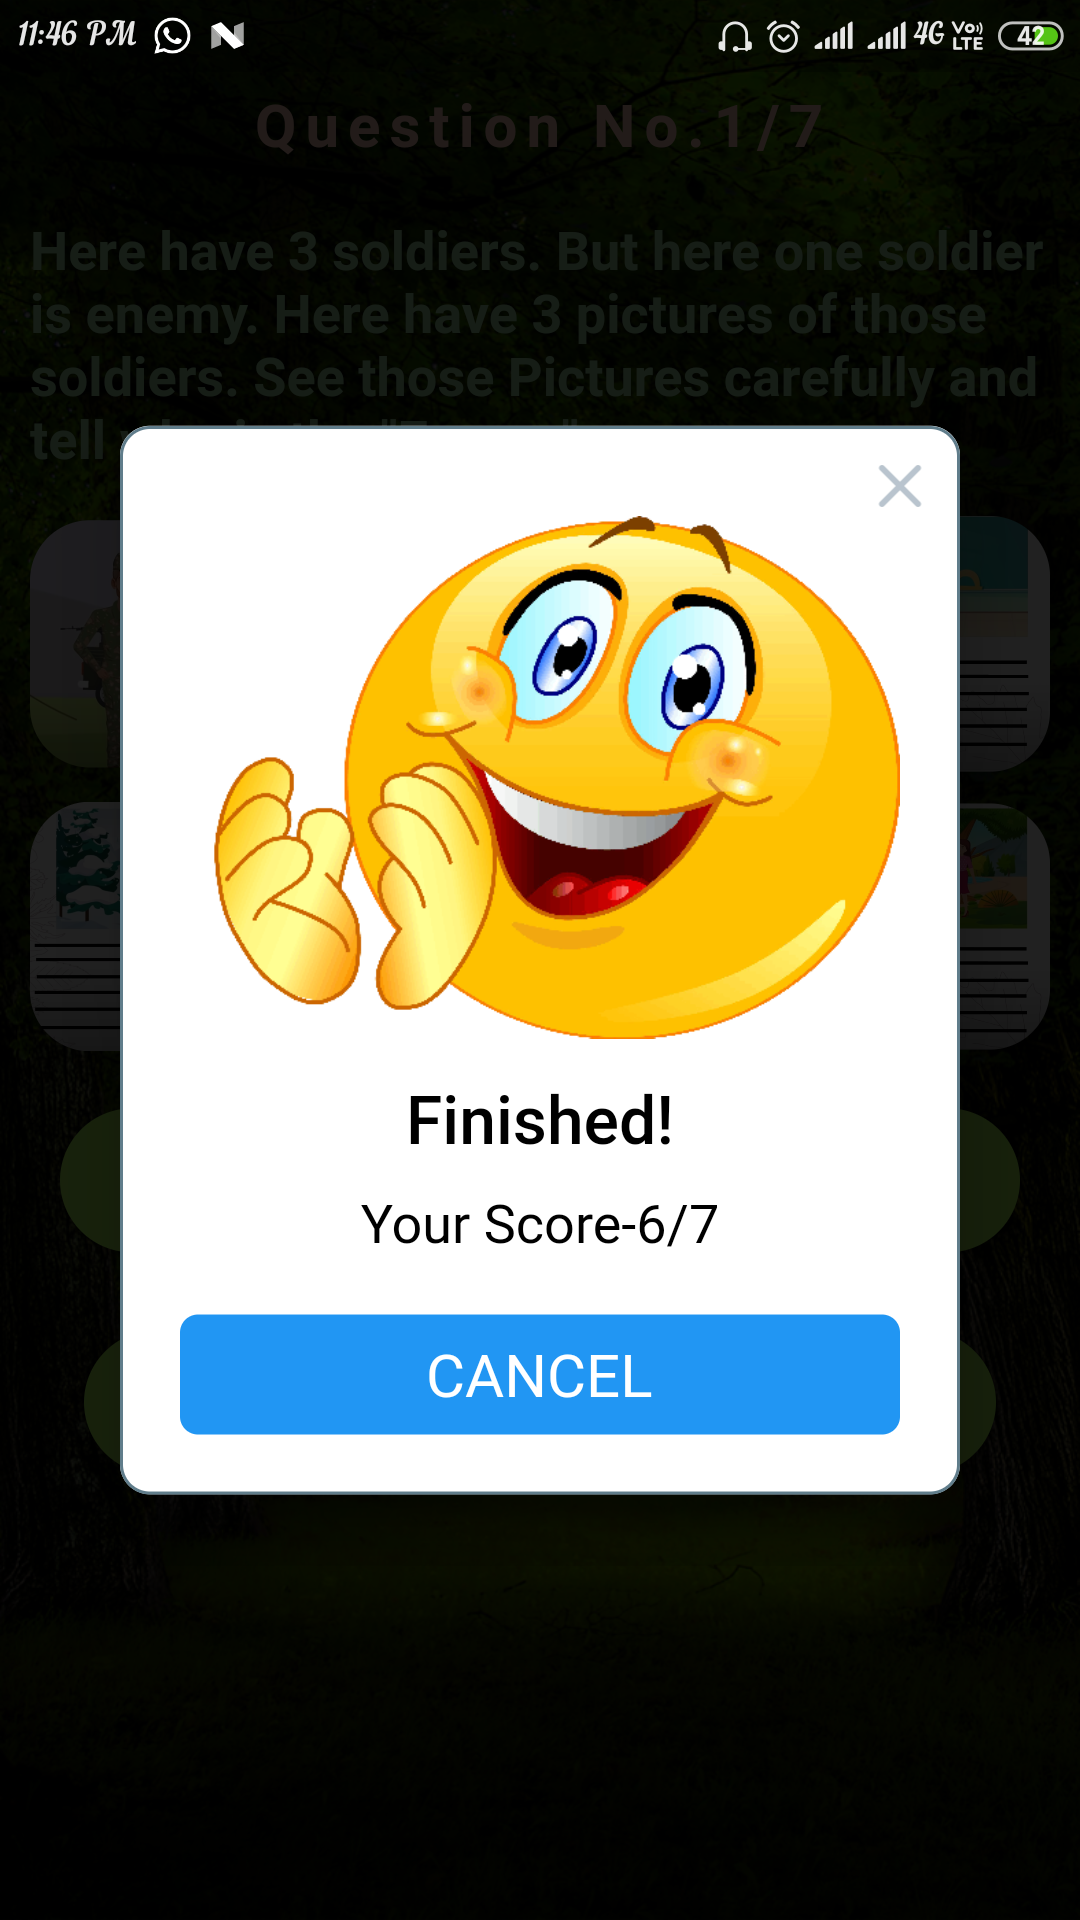 11:46 PM 4G VO) LTE 42
Question No.1/7
Here have 3 soldiers. But here one soldier
is enemy. Here have 3 pictures of those
soldiers. See those Pictures carefully and
tell
Finished!
Your Score-6/7
CANCEL